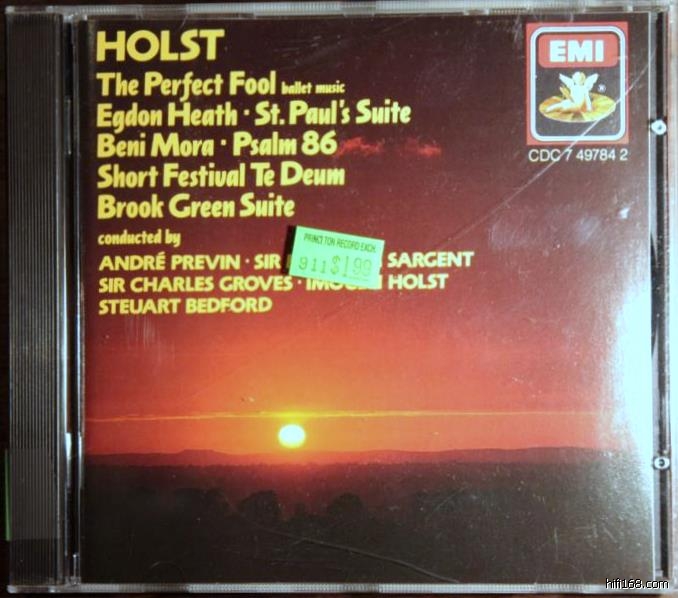 HOLST
The Perfect Fool ballet music
Egdon Heath · St. Paul's Suite
Beni Mora · Psalm 86
Short Festival Te Deum
Brook Green Suite
conducted by
ANDRÉ PREVIN · SIR SARGENT
SIR CHARLES GROVES · HOLST
STEUART BEDFORD
EMI
®
CDC 7 49784 2
PRINCETON RECORD EXCH.
911 $1.99
hifi168.com